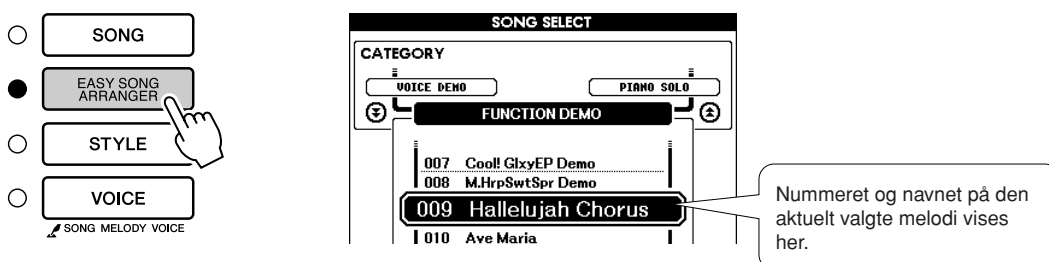 SONG
EASY SONG
ARRANGER
STYLE
VOICE
SONG MELODY VOICE
SONG SELECT
CATEGORY
VOICE DEMO
PIANO SOLO
FUNCTION DEMO
007 Cool! GlxyEP Demo
008 M.HrpSwtSpr Demo
009 Hallelujah Chorus
010 Ave Maria
Nummeret og navnet på den
aktuelt valgte melodi vises
her.